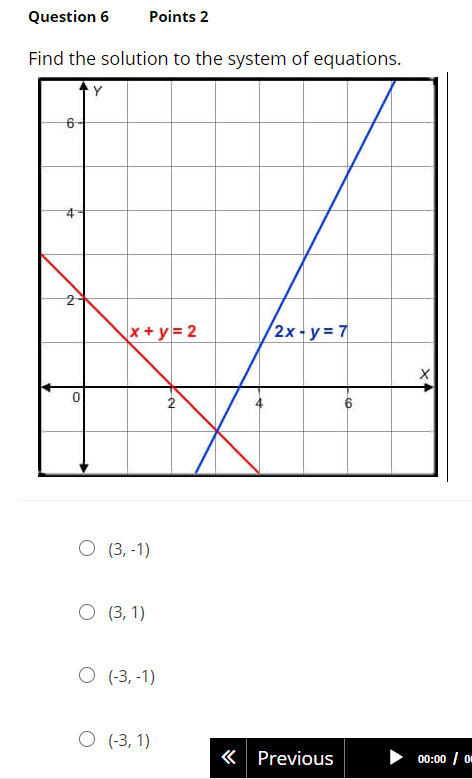 Question 6 Points 2
Find the solution to the system of equations.
Y
6
4
2
x + y = 2 2x - y = 7
X
0 2 4 6
(3, -1)
(3, 1)
(-3, -1)
(-3, 1)
« Previous 00:00 / 0